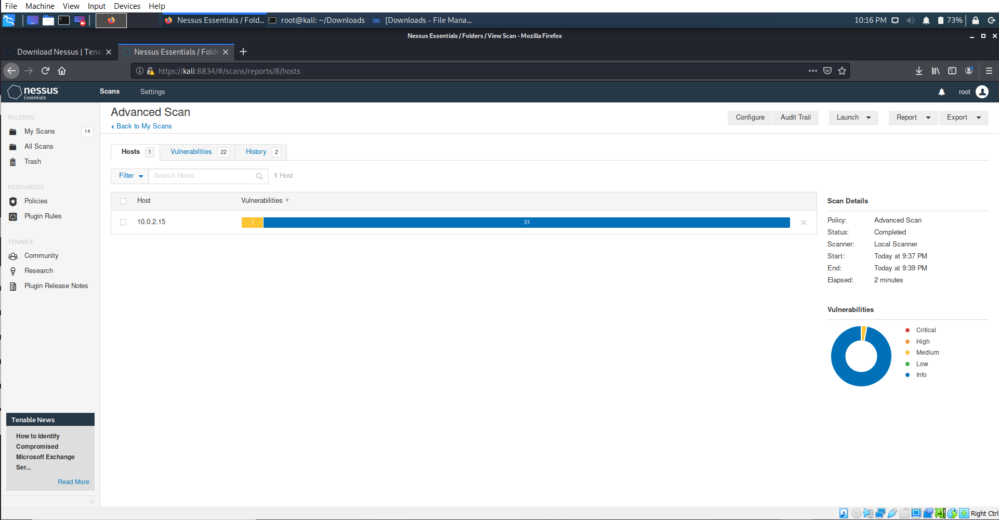 File Machine View Input Devices Help
Nessus Essentials / Fold... root@kali: ~/Downloads [Downloads - File Mana... 10:16 PM 73%
Nessus Essentials / Folders / View Scan - Mozilla Firefox
Download Nessus | Tena Nessus Essentials / Folde
https://kali:8834/#/scans/reports/8/hosts
nessus
Essentials
Scans Settings root
FOLDERS
My Scans 14
All Scans
Trash
RESOURCES
Policies
Plugin Rules
TENABLE
Community
Research
Plugin Release Notes
Tenable News
How to Identify
Compromised
Microsoft Exchange
Ser...
Read More
Advanced Scan
Back to My Scans
Configure Audit Trail Launch Report Export
Hosts 1 Vulnerabilities 22 History 2
Filter Search Hosts 1 Host
Host Vulnerabilities
10.0.2.15 1 31
Scan Details
Policy: Advanced Scan
Status: Completed
Scanner: Local Scanner
Start: Today at 9:37 PM
End: Today at 9:39 PM
Elapsed: 2 minutes
Vulnerabilities
Critical
High
Medium
Low
Info
Right Ctrl